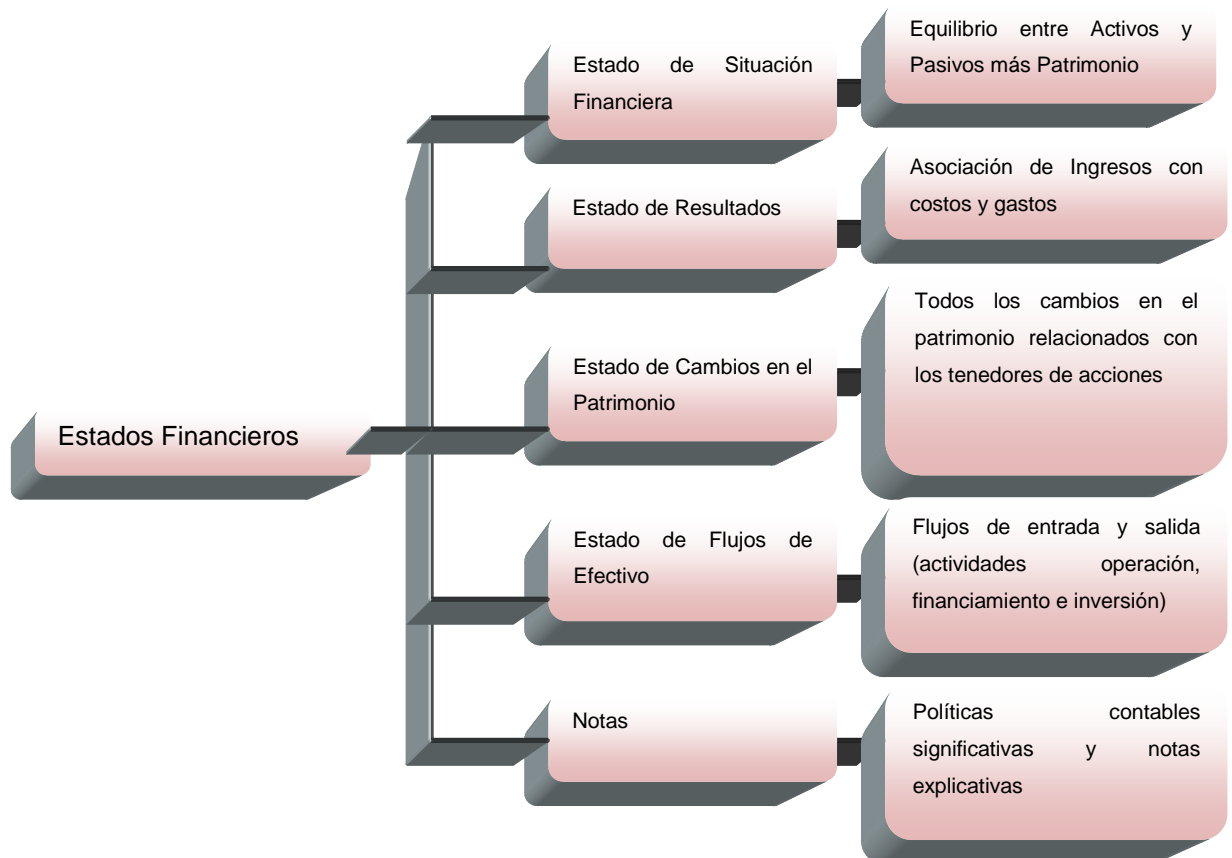 Estados Financieros
Estado de Situación
Financiera
Equilibrio entre Activos y
Pasivos más Patrimonio
Estado de Resultados
Asociación de Ingresos con
costos y gastos
Estado de Cambios en el
Patrimonio
Todos los cambios en el
patrimonio relacionados con
los tenedores de acciones
Estado de Flujos de
Efectivo
Flujos de entrada y salida
(actividades operación,
financiamiento e inversión)
Notas
Políticas contables
significativas y notas
explicativas